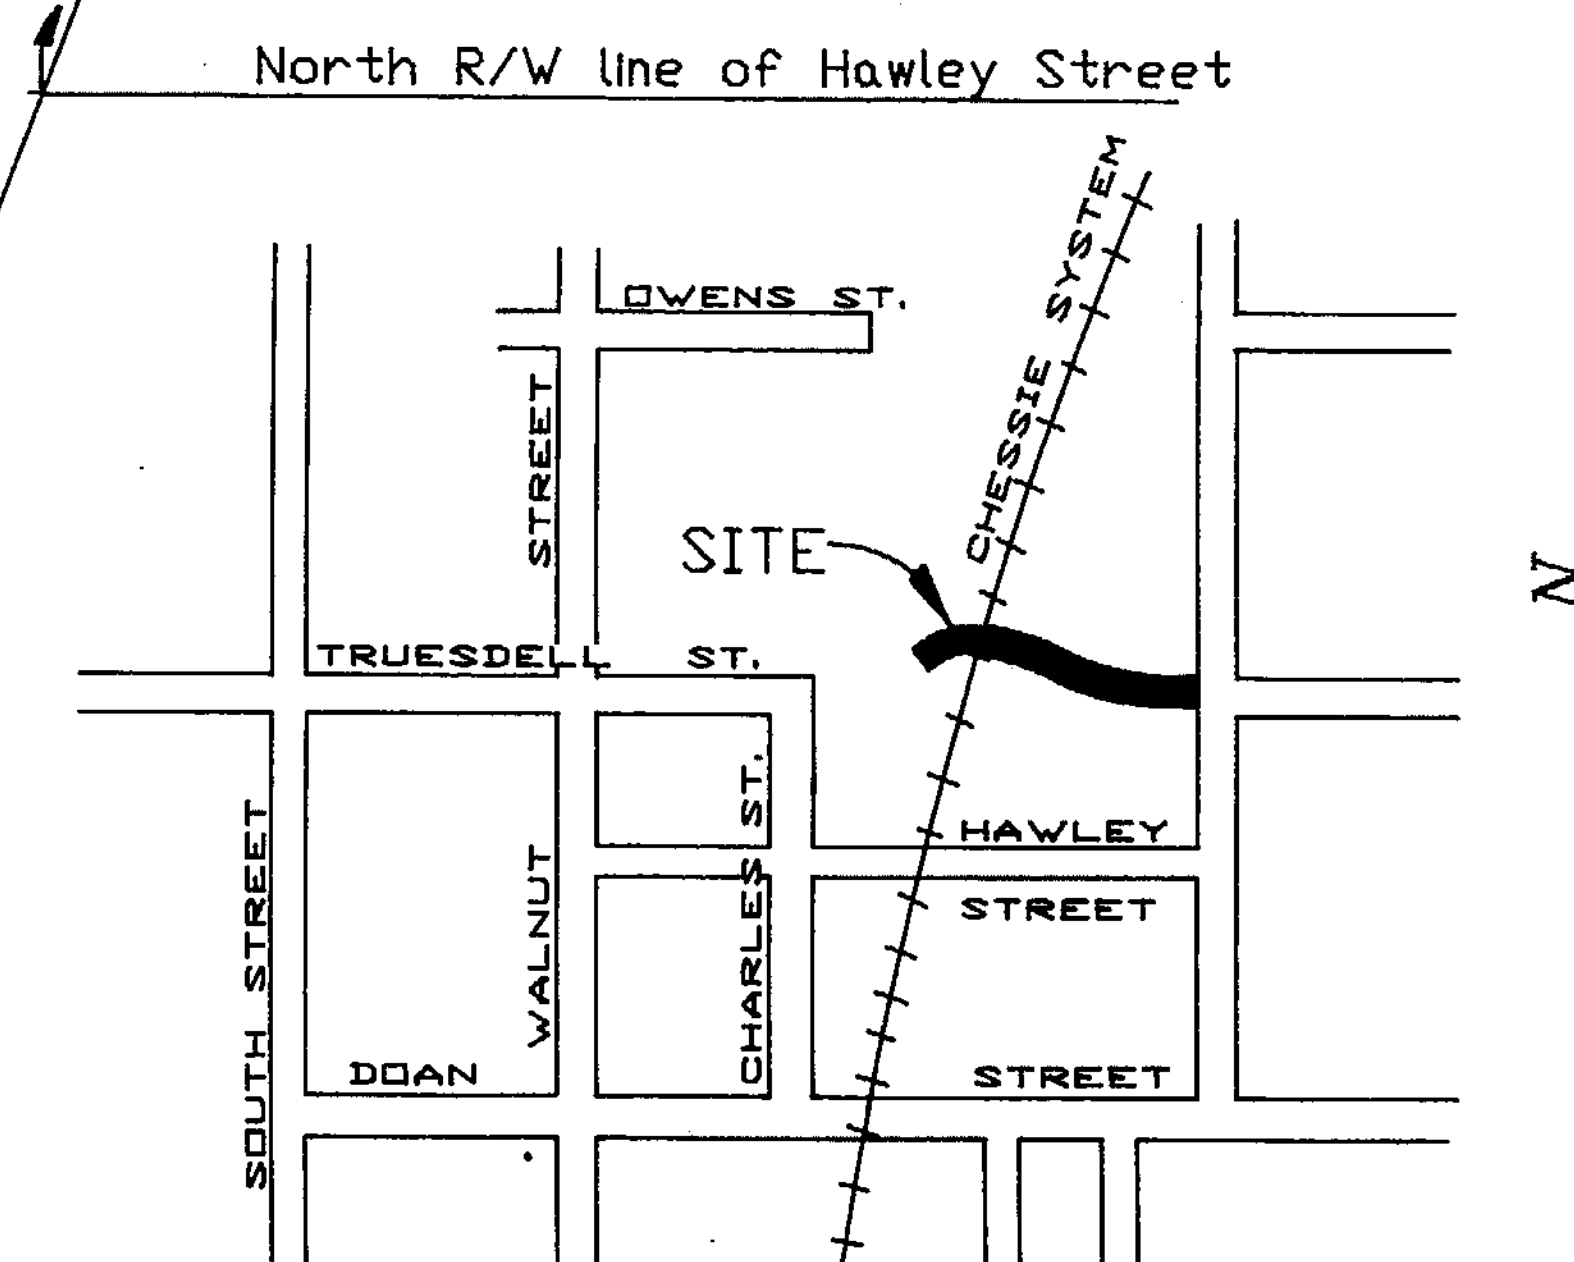 North R/W line of Hawley Street
CHESSIE SYSTEM
OWENS ST.
STREET
SITE
N
TRUESDELL ST.
HAWLEY
STREET
CHARLES ST.
WALNUT
SOUTH STREET
DOAN
STREET